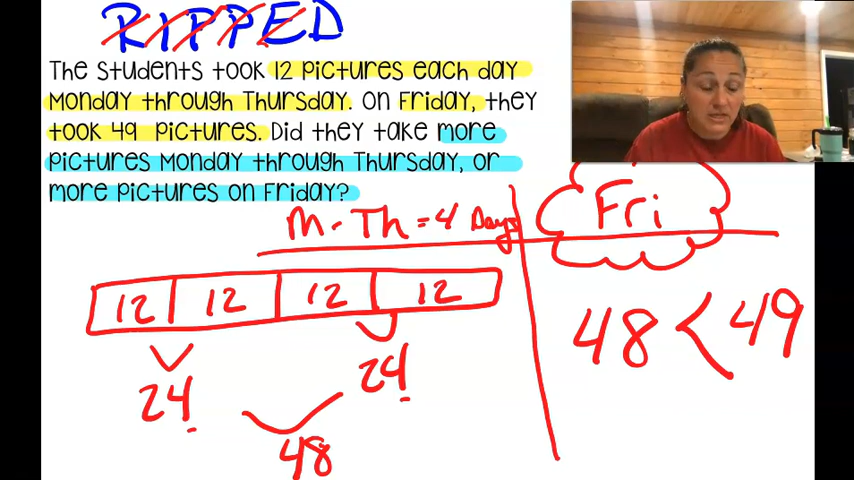 RIPPED
The students took 12 pictures each day
Monday through Thursday. On Friday, they
took 49 pictures. Did they take more
pictures Monday through Thursday, or
more pictures on Friday?
M - Th = 4 Days
Fri
12 12 12 12
48 < 49
24 24
48